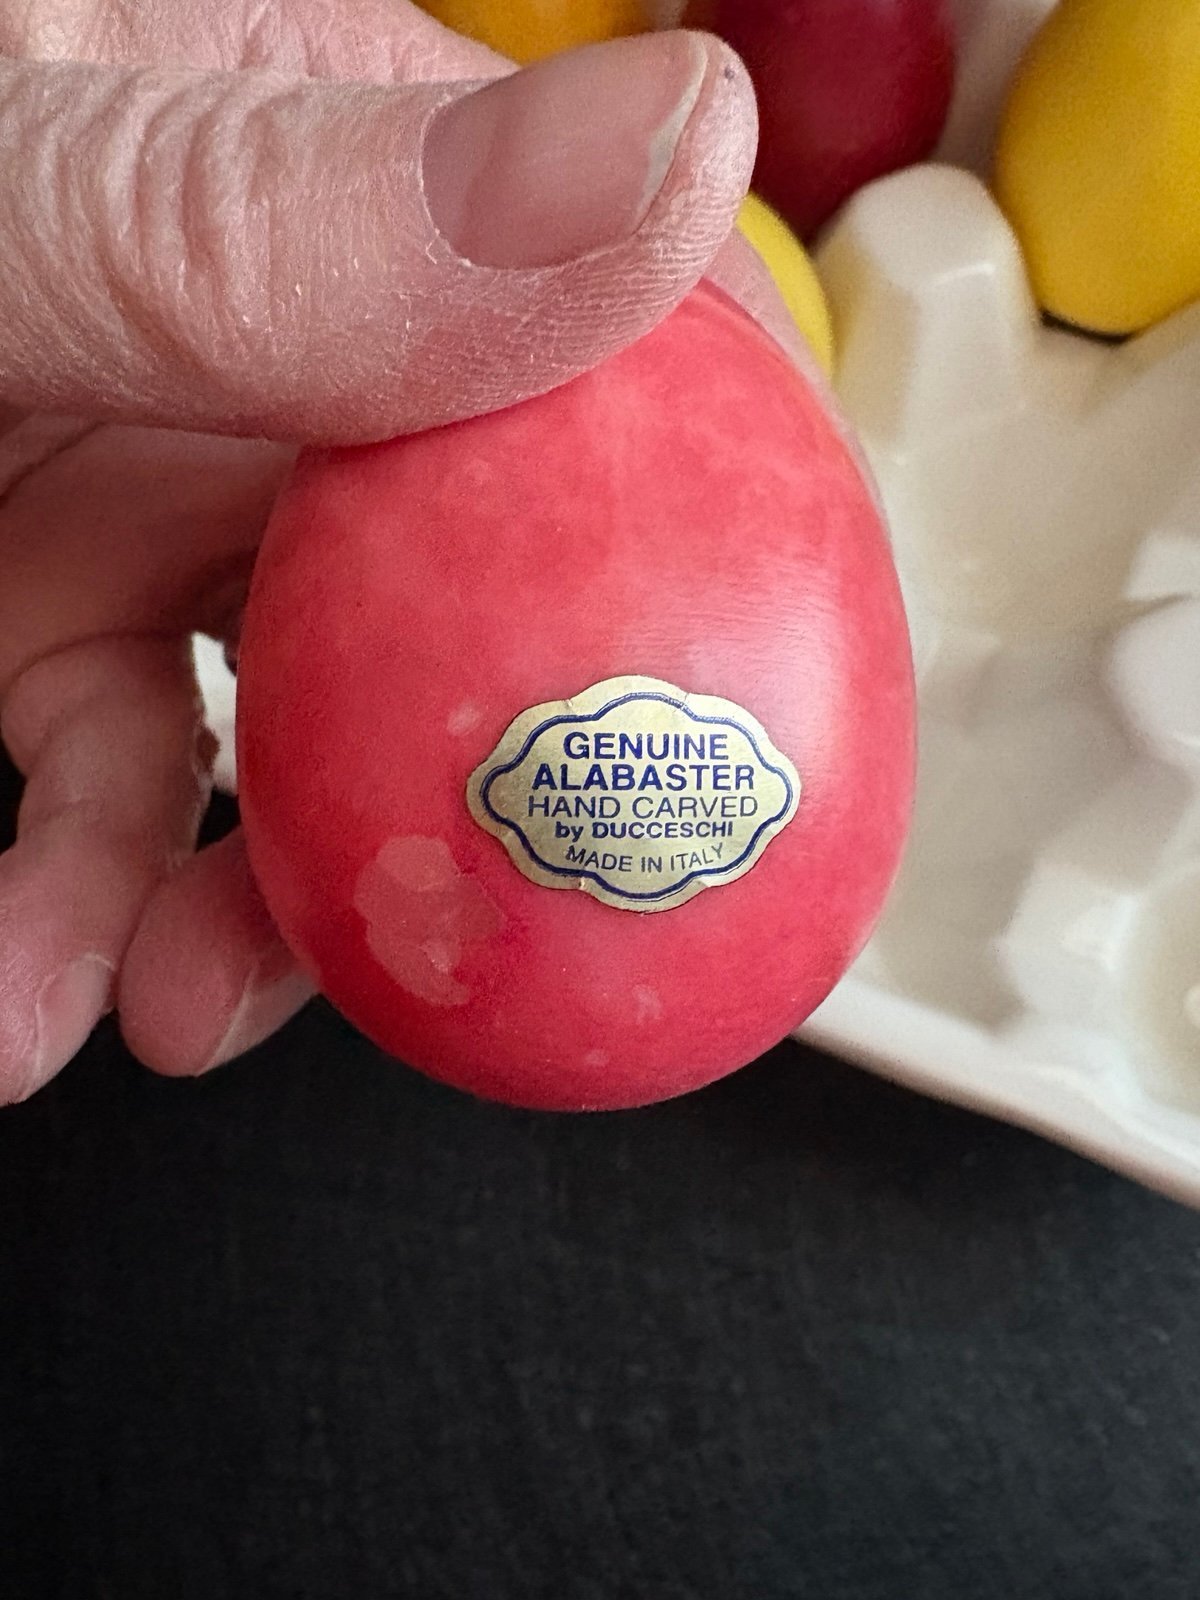 GENUINE
ALABASTER
HAND CARVED
by DUCCESCHI
MADE IN ITALY